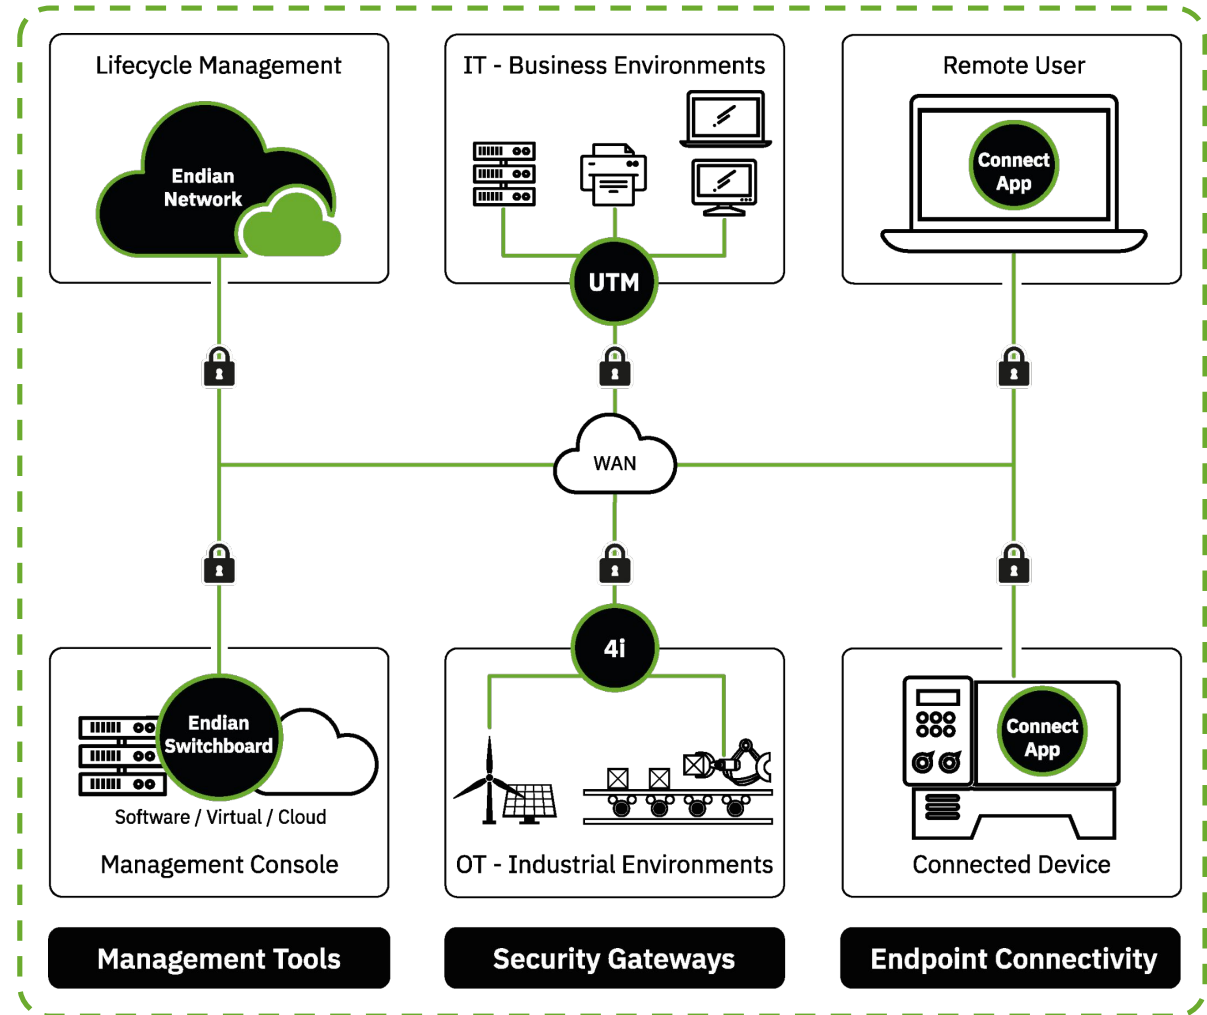 Lifecycle Management
Endian
Network
IT - Business Environments
UTM
Remote User
Connect
App
WAN
Endian
Switchboard
Software / Virtual / Cloud
Management Console
4i
OT - Industrial Environments
Connect
App
Connected Device
Management Tools
Security Gateways
Endpoint Connectivity